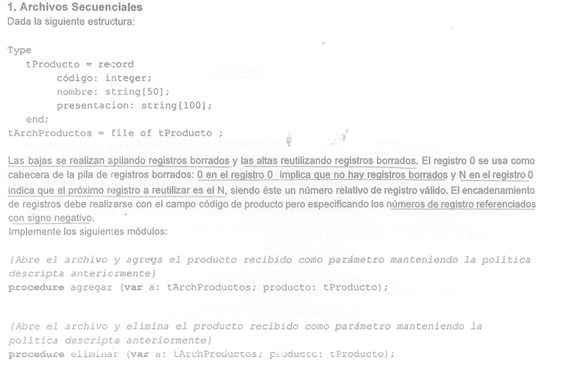 1. Archivos Secuenciales
Dada la siguiente estructura:
Type
tProducto = record
código: integer;
nombre: string[50];
presentacion: string[100];
end;
tArchProductos = file of tProducto ;
Las bajas se realizan apilando registros borrados y las altas reutilizando registros borrados. El registro 0 se usa como
cabecera de la pila de registros borrados: 0 en el registro 0 implica que no hay registros borrados y N en el registro 0
indica que el próximo registro a reutilizar es el N, siendo éste un número relativo de registro válido. El encadenamiento
de registros debe realizarse con el campo código de producto pero especificando los números de registro referenciados
con signo negativo.
Implemente los siguientes módulos:
{Abre el archivo y agrega el producto recibido como parámetro manteniendo la política
descripta anteriormente}
procedure agregar (var a: tArchProductos; producto: tProducto);
{Abre el archivo y elimina el producto recibido como parámetro manteniendo la
política descripta anteriormente}
procedure eliminar (var a: tArchProductos; producto: tProducto);